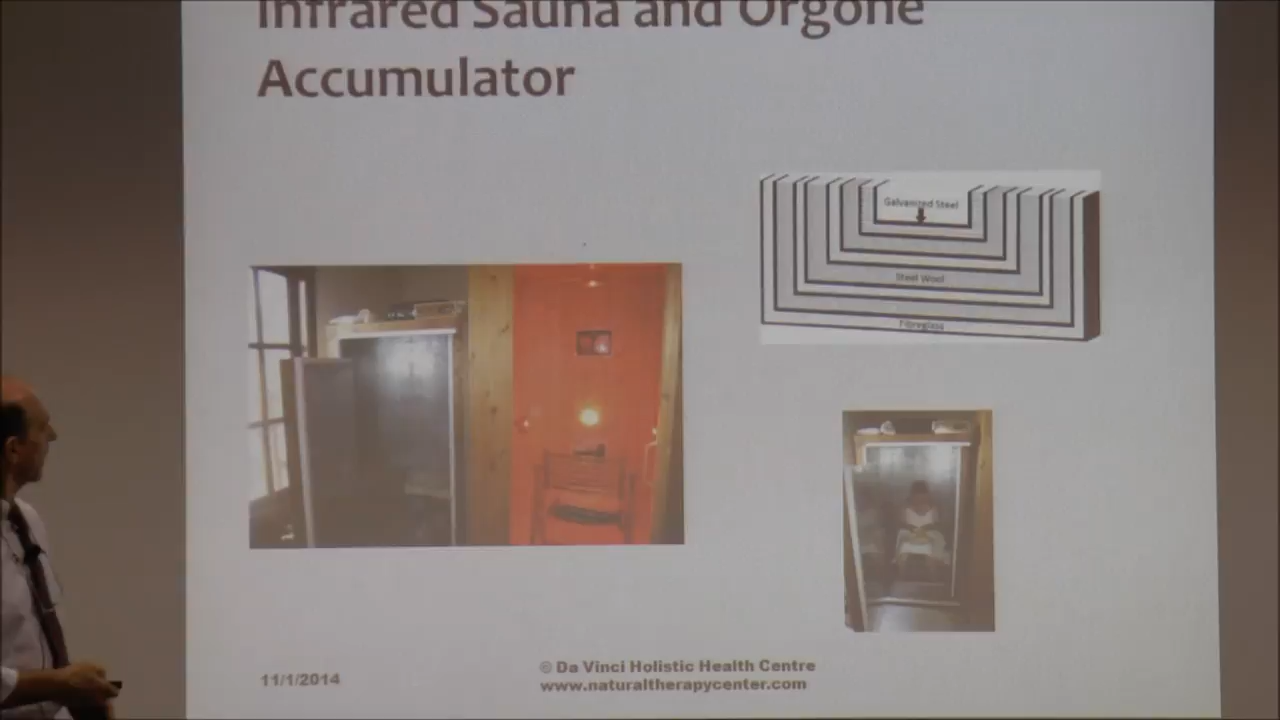 Infrared Sauna and Orgone
Accumulator
Galvanized Steel
Steel Wool
Fibreglass
11/1/2014
© Da Vinci Holistic Health Centre
www.naturaltherapycenter.com